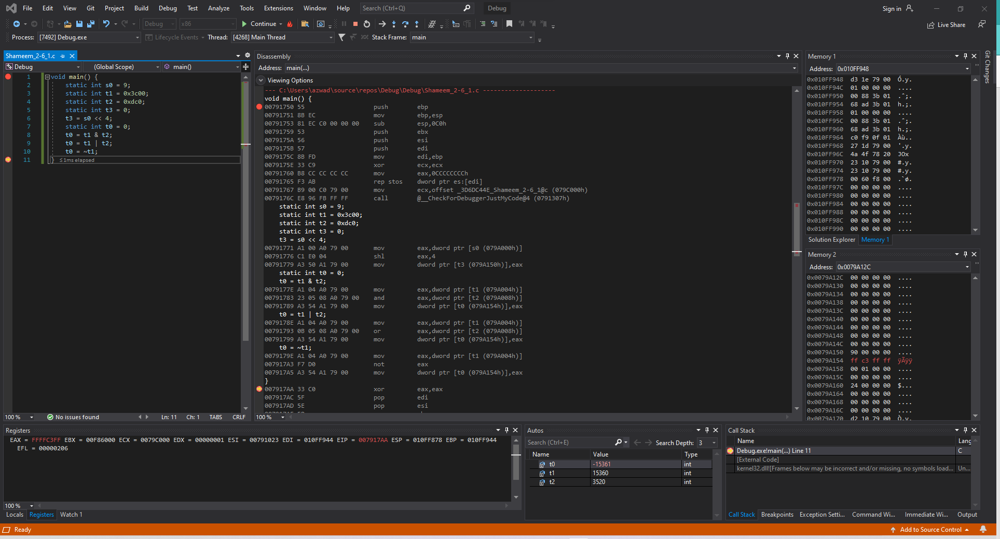 File Edit View Git Project Build Debug Test Analyze Tools Extensions Window Help Search (Ctrl+Q) Debug Sign in
Debug x86 Continue Live Share
Process: [7492] Debug.exe Lifecycle Events Thread: [4268] Main Thread Stack Frame: main
Shameem_2-6_1.c
Debug (Global Scope) main()
1 void main() {
2 static int s0 = 9;
3 static int t1 = 0x3c00;
4 static int t2 = 0xdc0;
5 static int t3 = 0;
6 t3 = s0 << 4;
7 static int t0 = 0;
8 t0 = t1 & t2;
9 t0 = t1 | t2;
10 t0 = ~t1;
11 } ≤1ms elapsed
100 % No issues found Ln: 11 Ch: 1 TABS CRLF
Disassembly
Address: main(...)
Viewing Options
--- C:\Users\azwad\source\repos\Debug\Debug\Shameem_2-6_1.c --------------------
void main() {
00791750 55 push ebp
00791751 8B EC mov ebp,esp
00791753 81 EC C0 00 00 00 sub esp,0C0h
00791759 53 push ebx
0079175A 56 push esi
0079175B 57 push edi
0079175C 8B FD mov edi,ebp
0079175E 33 C9 xor ecx,ecx
00791760 B8 CC CC CC CC mov eax,0CCCCCCCCh
00791765 F3 AB rep stos dword ptr es:[edi]
00791767 B9 00 C0 79 00 mov ecx,offset _3D6DC44E_Shameem_2-6_1@c (079C000h)
0079176C E8 96 FB FF FF call @__CheckForDebuggerJustMyCode@4 (0791307h)
static int s0 = 9;
static int t1 = 0x3c00;
static int t2 = 0xdc0;
static int t3 = 0;
t3 = s0 << 4;
00791771 A1 00 A0 79 00 mov eax,dword ptr [s0 (079A000h)]
00791776 C1 E0 04 shl eax,4
00791779 A3 50 A1 79 00 mov dword ptr [t3 (079A150h)],eax
static int t0 = 0;
t0 = t1 & t2;
0079177E A1 04 A0 79 00 mov eax,dword ptr [t1 (079A004h)]
00791783 23 05 08 A0 79 00 and eax,dword ptr [t2 (079A008h)]
00791789 A3 54 A1 79 00 mov dword ptr [t0 (079A154h)],eax
t0 = t1 | t2;
0079178E A1 04 A0 79 00 mov eax,dword ptr [t1 (079A004h)]
00791793 0B 05 08 A0 79 00 or eax,dword ptr [t2 (079A008h)]
00791799 A3 54 A1 79 00 mov dword ptr [t0 (079A154h)],eax
t0 = ~t1;
0079179E A1 04 A0 79 00 mov eax,dword ptr [t1 (079A004h)]
007917A3 F7 D0 not eax
007917A5 A3 54 A1 79 00 mov dword ptr [t0 (079A154h)],eax
}
007917AA 33 C0 xor eax,eax
007917AC 5F pop edi
007917AD 5E pop esi
100 %
Memory 1
Address: 0x010FF948
0x010FF948 d3 1e 79 00 Ó.y.
0x010FF94C 01 00 00 00 ....
0x010FF950 00 88 3b 01 .ˆ;.
0x010FF954 68 ad 3b 01 h.;.
0x010FF958 01 00 00 00 ....
0x010FF95C 00 88 3b 01 .ˆ;.
0x010FF960 68 ad 3b 01 h.;.
0x010FF964 c0 f9 0f 01 Àù..
0x010FF968 27 1d 79 00 '.y.
0x010FF96C 4a 4f 78 20 JOx
0x010FF970 23 10 79 00 #.y.
0x010FF974 23 10 79 00 #.y.
0x010FF978 00 60 f8 00 .`ø.
0x010FF97C 00 00 00 00 ....
0x010FF980 00 00 00 00 ....
0x010FF984 00 00 00 00 ....
0x010FF988 00 00 00 00 ....
0x010FF98C 00 00 00 00 ....
0x010FF990 00 00 00 00 ....
Solution Explorer Memory 1
Git Changes
Memory 2
Address: 0x0079A12C
0x0079A12C 00 00 00 00 ....
0x0079A130 00 00 00 00 ....
0x0079A134 00 00 00 00 ....
0x0079A138 00 00 00 00 ....
0x0079A13C 00 00 00 00 ....
0x0079A140 00 00 00 00 ....
0x0079A144 00 00 00 00 ....
0x0079A148 00 00 00 00 ....
0x0079A14C 00 00 00 00 ....
0x0079A150 90 00 00 00 ....
0x0079A154 ff c3 ff ff ÿÃÿÿ
0x0079A158 00 01 00 00 ....
0x0079A15C 00 00 00 00 ....
0x0079A160 24 00 00 00 $...
0x0079A164 00 00 00 00 ....
0x0079A168 00 00 00 00 ....
0x0079A16C 00 00 00 00 ....
0x0079A170 d2 10 79 00 Ò.y.
Registers
EAX = FFFFC3FF EBX = 00F86000 ECX = 0079C000 EDX = 00000001 ESI = 00791023 EDI = 010FF944 EIP = 007917AA ESP = 010FF878 EBP = 010FF944
EFL = 00000206
100 %
Locals Registers Watch 1
Autos
Search (Ctrl+E) Search Depth: 3
Name Value Type
t0 -15361 int
t1 15360 int
t2 3520 int
Call Stack
Name Lang
Debug.exe!main(...) Line 11 C
[External Code]
kernel32.dll![Frames below may be incorrect and/or missing, no symbols load... Un...
Call Stack Breakpoints Exception Setti... Command Wi... Immediate Wi... Output
Ready Add to Source Control